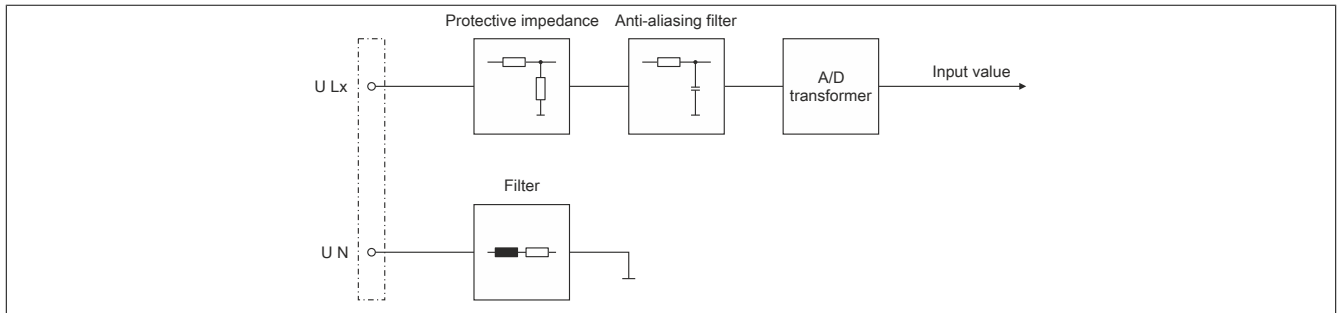 Protective impedance
Anti-aliasing filter
U Lx
A/D
transformer
Input value
Filter
U N